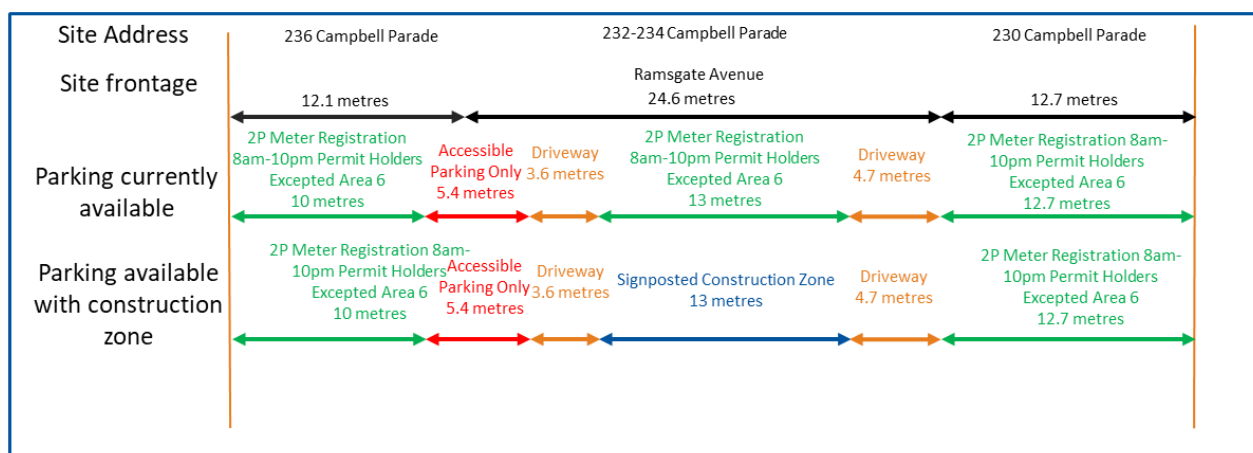 Site Address
236 Campbell Parade
232-234 Campbell Parade
230 Campbell Parade
Site frontage
Ramsgate Avenue
12.1 metres
24.6 metres
12.7 metres
Parking currently
available
2P Meter Registration
8am-10pm Permit Holders
Excepted Area 6
10 metres
Accessible
Parking Only
5.4 metres
Driveway
3.6 metres
2P Meter Registration
8am-10pm Permit Holders
Excepted Area 6
13 metres
Driveway
4.7 metres
2P Meter Registration 8am-
10pm Permit Holders
Excepted Area 6
12.7 metres
Parking available
with construction
zone
2P Meter Registration 8am-
10pm Permit Holders
Excepted Area 6
10 metres
Accessible
Parking Only
5.4 metres
Driveway
3.6 metres
Signposted Construction Zone
13 metres
Driveway
4.7 metres
2P Meter Registration 8am-
10pm Permit Holders
Excepted Area 6
12.7 metres